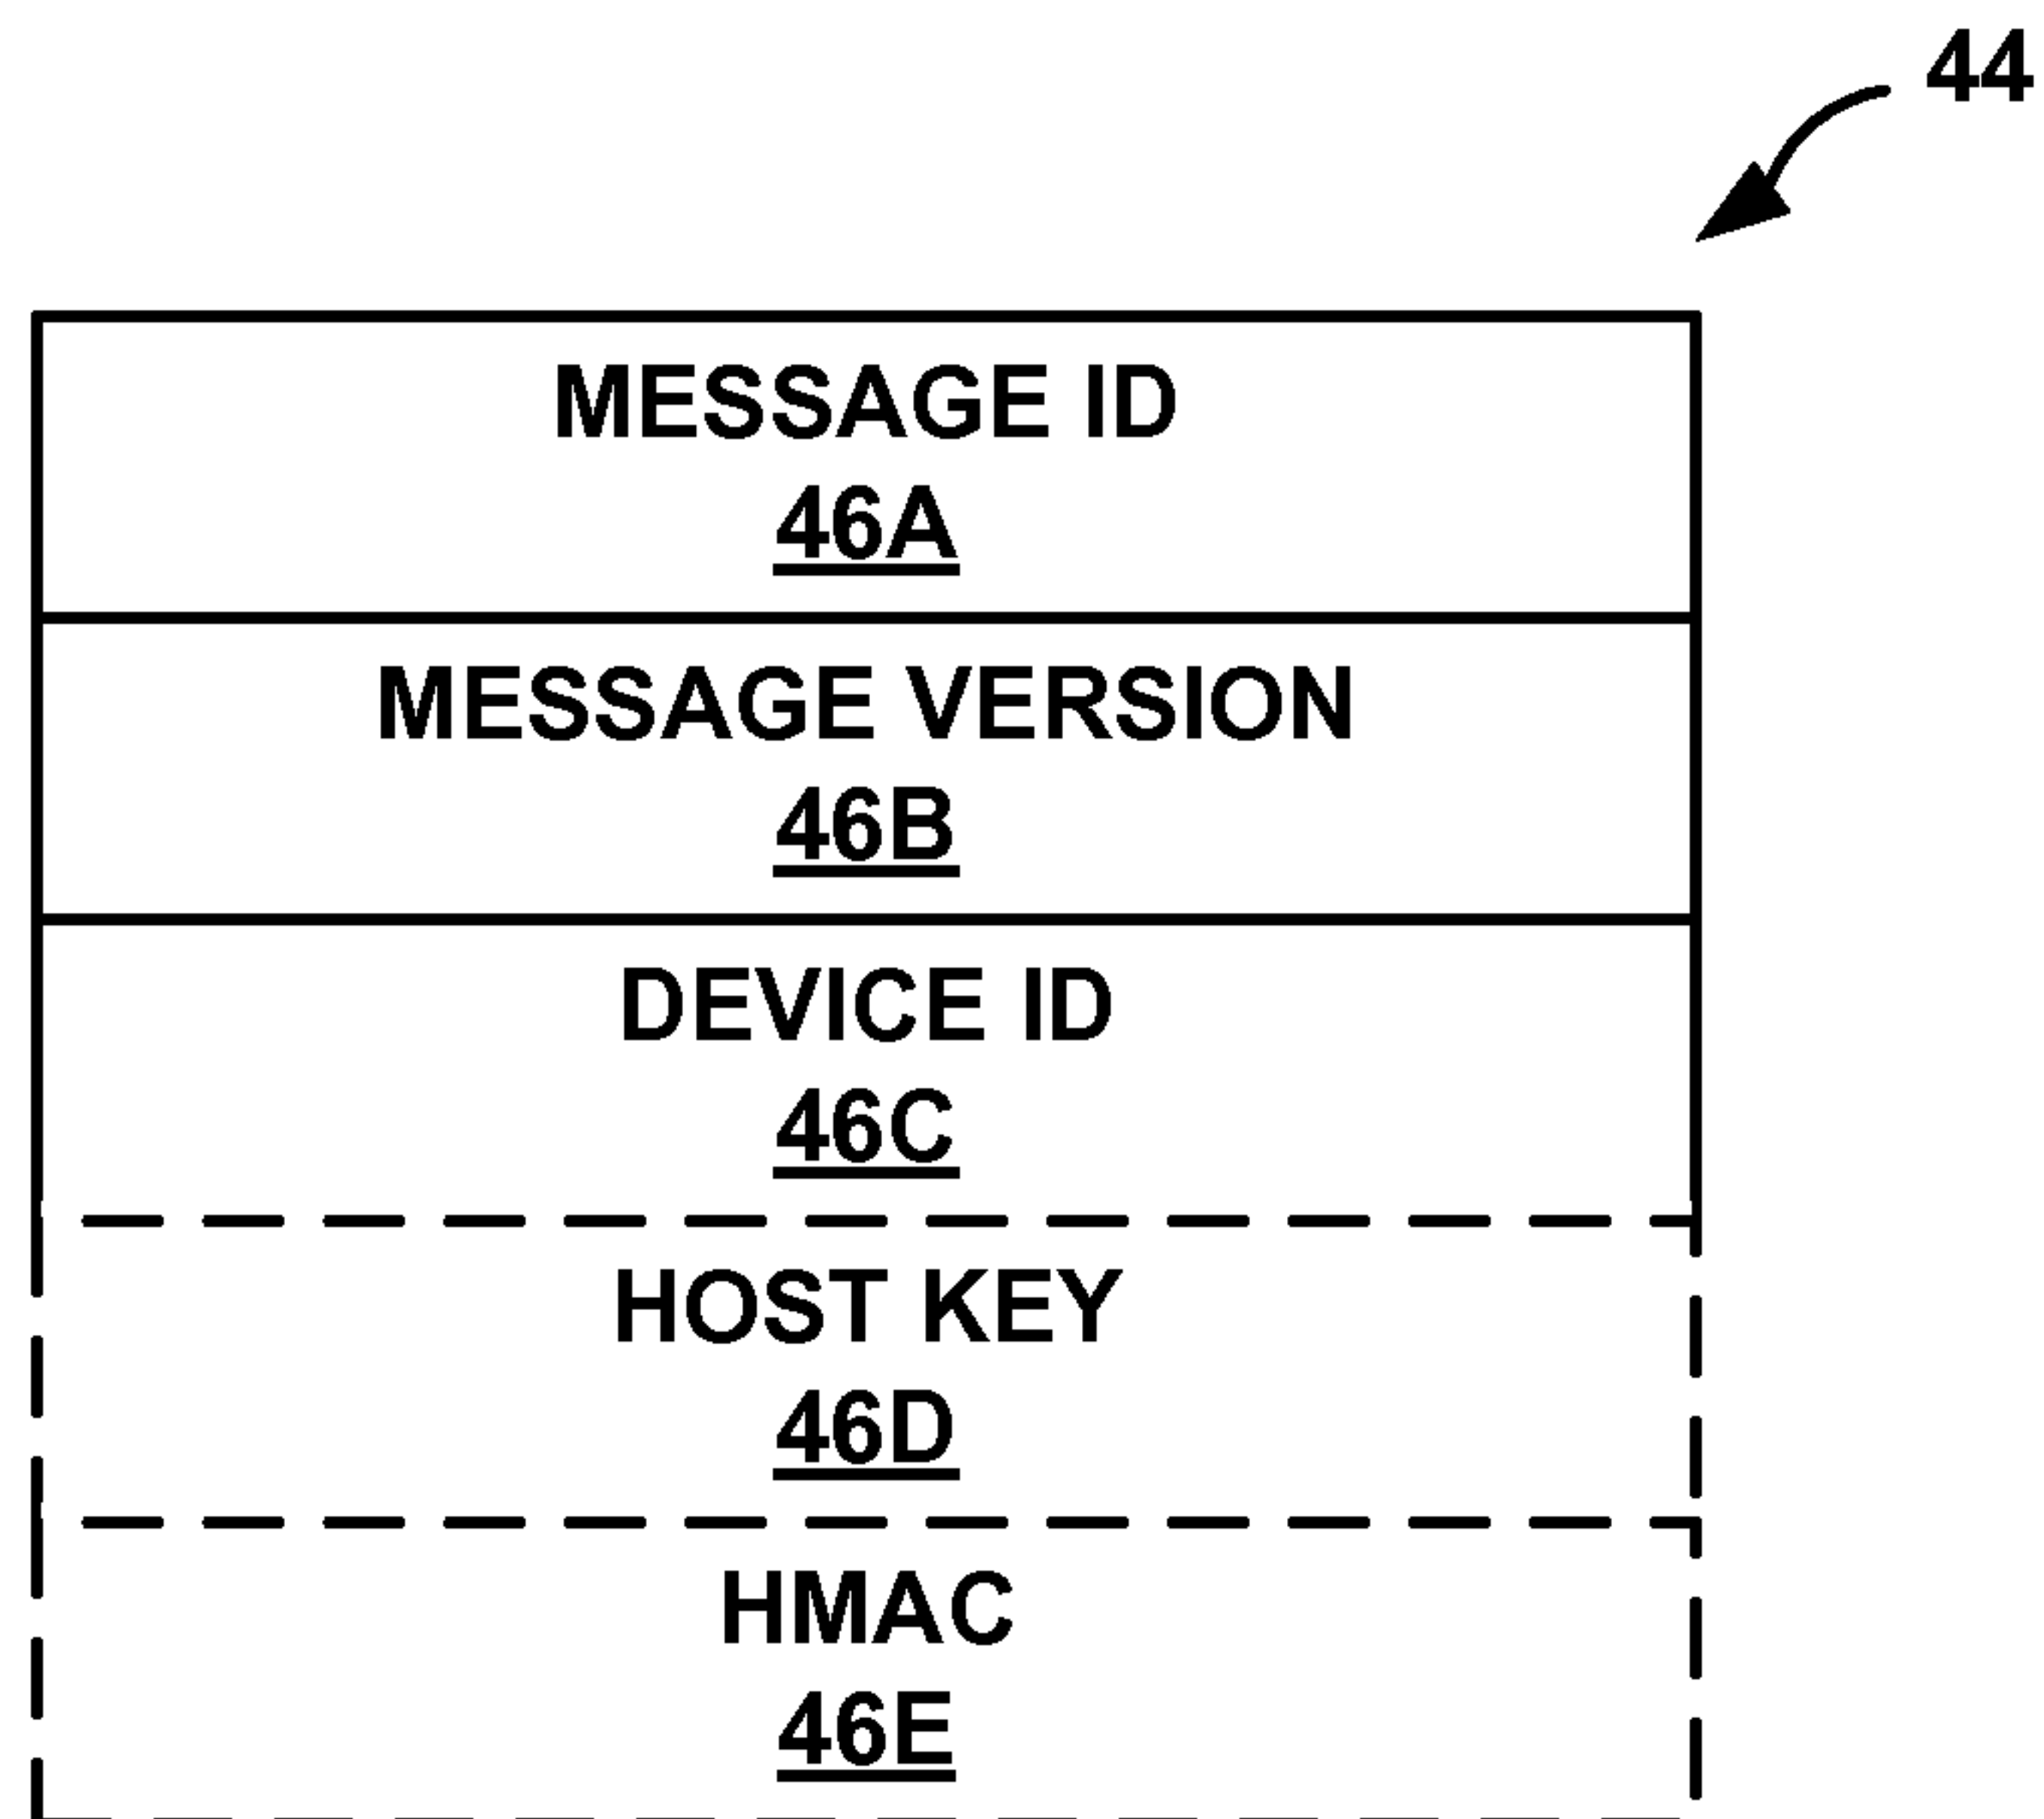 44
MESSAGE ID
46A
MESSAGE VERSION
46B
DEVICE ID
46C
HOST KEY
46D
HMAC
46E